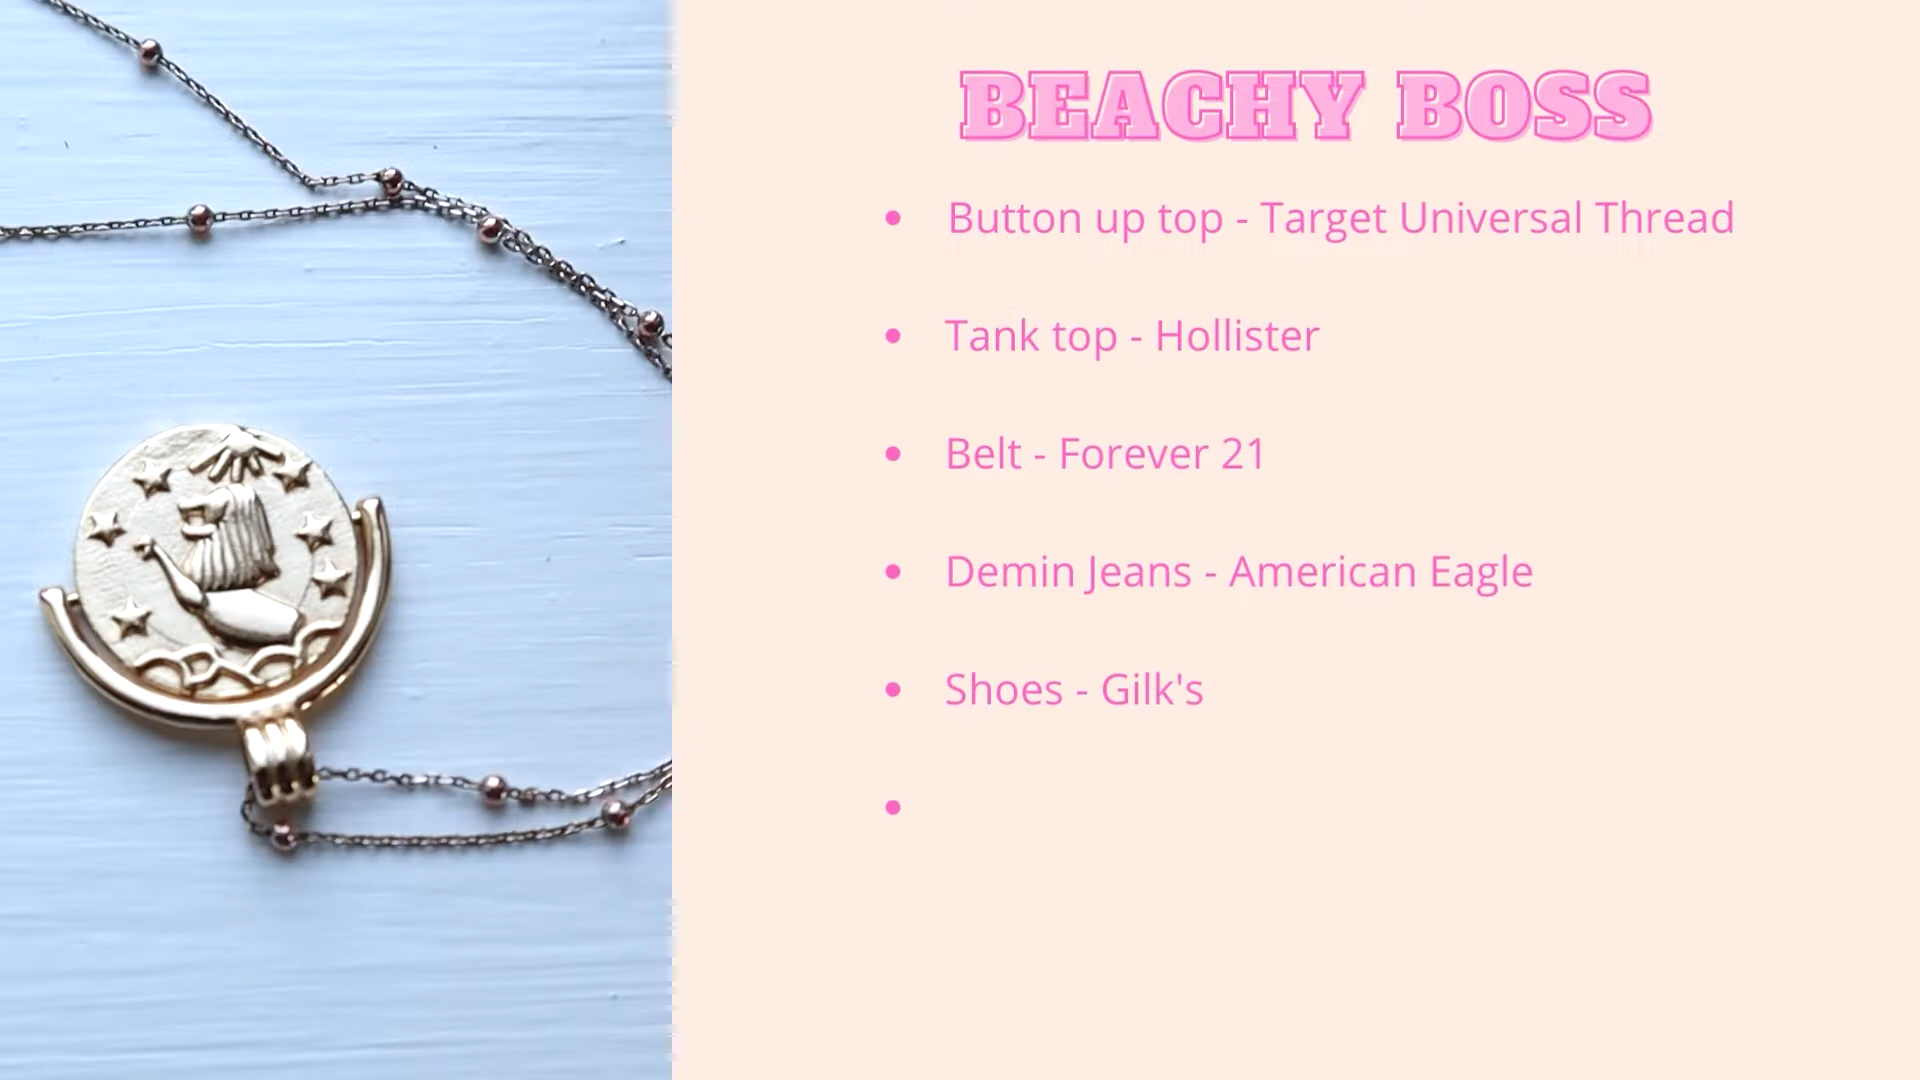 BEACHY BOSS
• Button up top - Target Universal Thread
• Tank top - Hollister
• Belt - Forever 21
• Demin Jeans - American Eagle
• Shoes - Gilk's
•